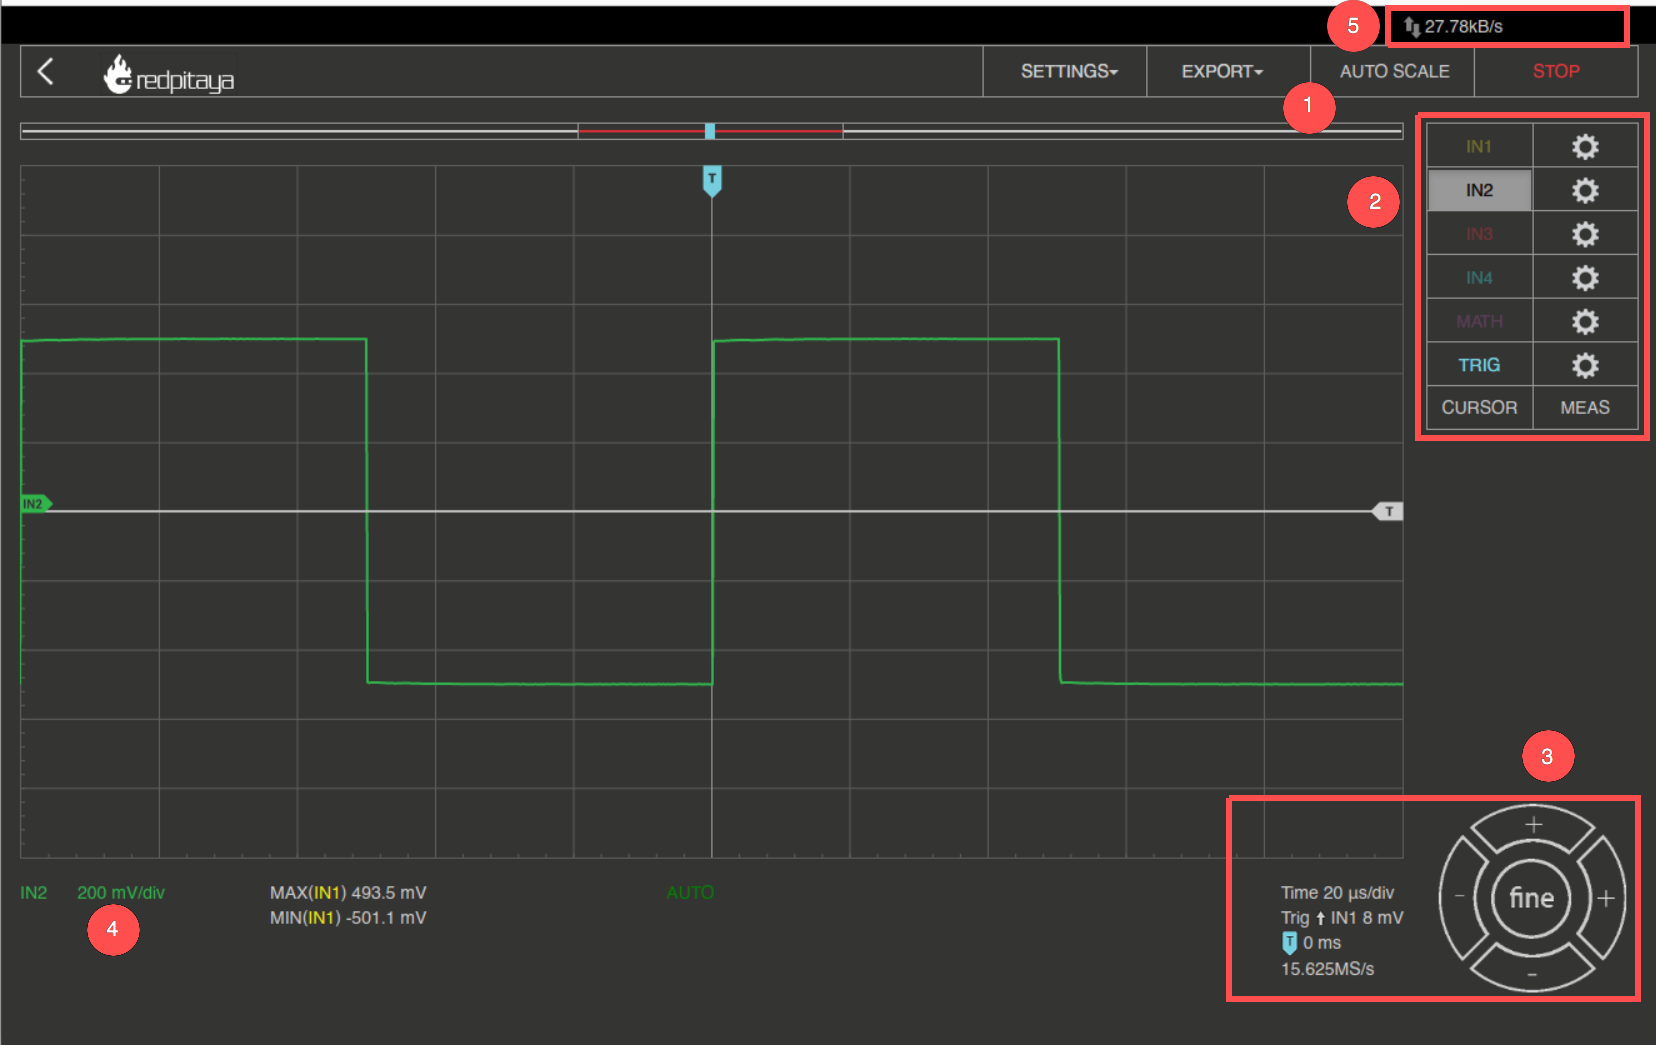 5
27.78kB/s
redpitaya
SETTINGS
EXPORT
AUTO SCALE
STOP
1
T
2
IN1
IN2
IN3
IN4
MATH
TRIG
CURSOR MEAS
IN2
T
3
IN2 200 mV/div
MAX(IN1) 493.5 mV
MIN(IN1) -501.1 mV
AUTO
4
Time 20 µs/div
Trig ↑ IN1 8 mV
T 0 ms
15.625MS/s
+
- fine +
-